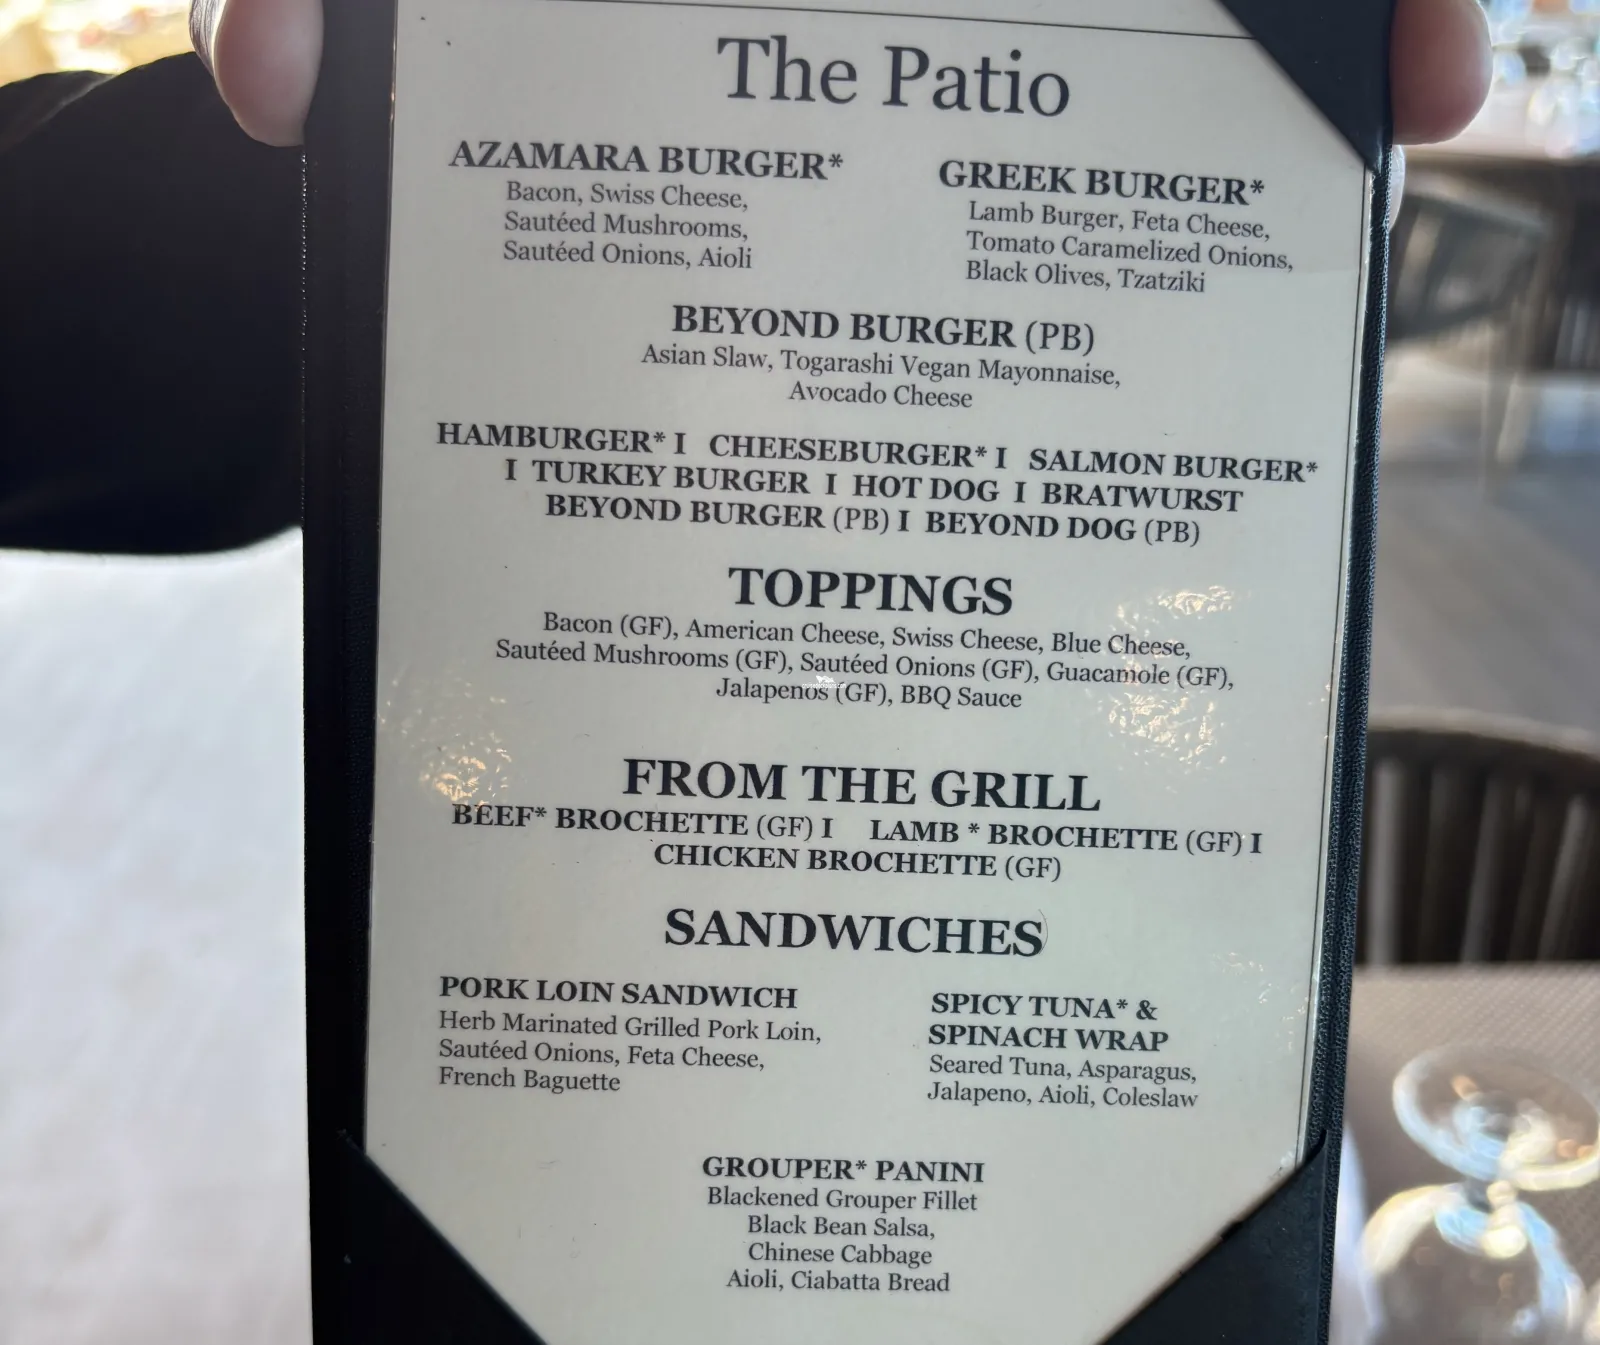 The Patio
AZAMARA BURGER*
Bacon, Swiss Cheese,
Sautéed Mushrooms,
Sautéed Onions, Aioli
GREEK BURGER*
Lamb Burger, Feta Cheese,
Tomato Caramelized Onions,
Black Olives, Tzatziki
BEYOND BURGER (PB)
Asian Slaw, Togarashi Vegan Mayonnaise,
Avocado Cheese
HAMBURGER* I CHEESEBURGER* I SALMON BURGER*
I TURKEY BURGER I HOT DOG I BRATWURST
BEYOND BURGER (PB) I BEYOND DOG (PB)
TOPPINGS
Bacon (GF), American Cheese, Swiss Cheese, Blue Cheese,
Sautéed Mushrooms (GF), Sautéed Onions (GF), Guacamole (GF),
Jalapenos (GF), BBQ Sauce
FROM THE GRILL
BEEF* BROCHETTE (GF) I LAMB * BROCHETTE (GF) I
CHICKEN BROCHETTE (GF)
SANDWICHES
PORK LOIN SANDWICH
Herb Marinated Grilled Pork Loin,
Sautéed Onions, Feta Cheese,
French Baguette
SPICY TUNA* &
SPINACH WRAP
Seared Tuna, Asparagus,
Jalapeno, Aioli, Coleslaw
GROUPER* PANINI
Blackened Grouper Fillet
Black Bean Salsa,
Chinese Cabbage
Aioli, Ciabatta Bread